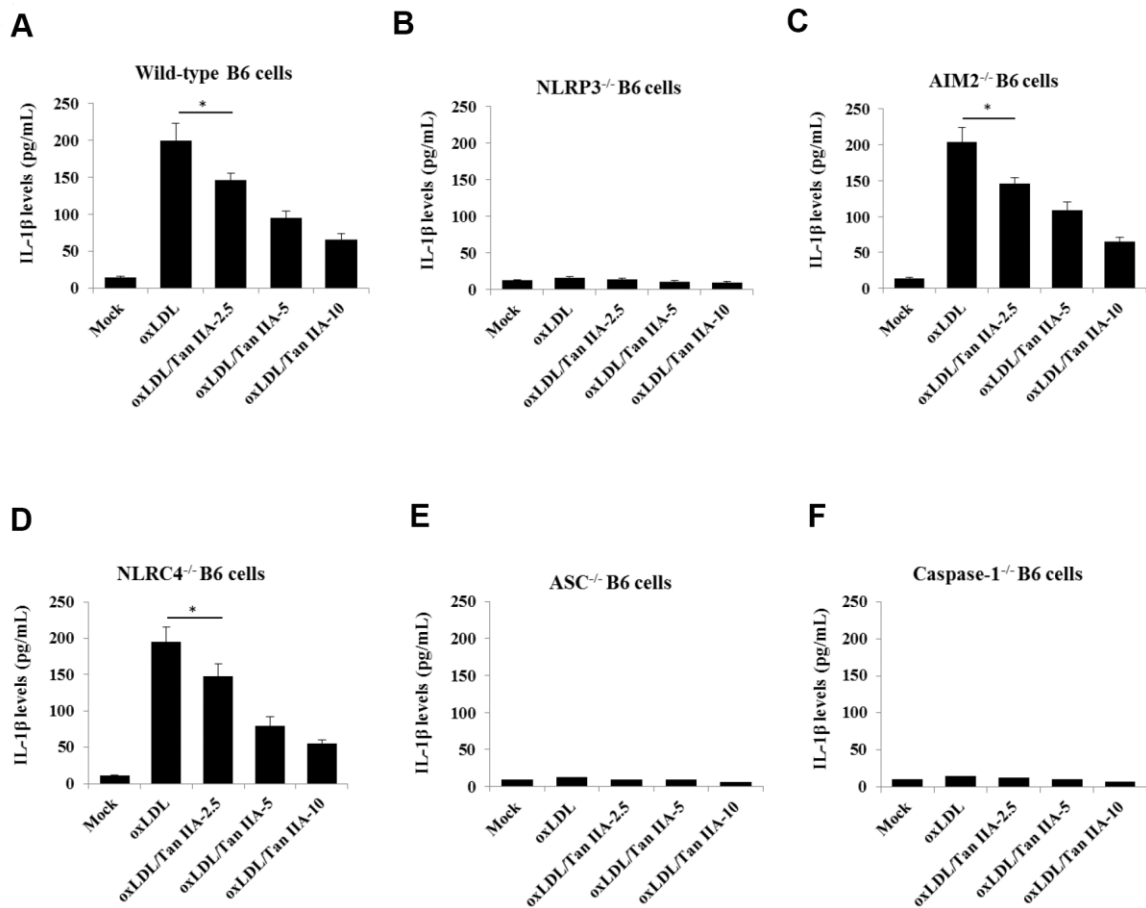 A
Wild-type B6 cells
IL-1β levels (pg/mL)
250
200
150
100
50
0
*
Mock
oxLDL
oxLDL/Tan IIA-2.5
oxLDL/Tan IIA-5
oxLDL/Tan IIA-10
B
NLRP3-/- B6 cells
IL-1β levels (pg/mL)
250
200
150
100
50
0
Mock
oxLDL
oxLDL/Tan IIA-2.5
oxLDL/Tan IIA-5
oxLDL/Tan IIA-10
C
AIM2-/- B6 cells
IL-1β levels (pg/mL)
250
200
150
100
50
0
*
Mock
oxLDL
oxLDL/Tan IIA-2.5
oxLDL/Tan IIA-5
oxLDL/Tan IIA-10
D
NLRC4-/- B6 cells
IL-1β levels (pg/mL)
250
200
150
100
50
0
*
Mock
oxLDL
oxLDL/Tan IIA-2.5
oxLDL/Tan IIA-5
oxLDL/Tan IIA-10
E
ASC-/- B6 cells
IL-1β levels (pg/mL)
250
200
150
100
50
0
Mock
oxLDL
oxLDL/Tan IIA-2.5
oxLDL/Tan IIA-5
oxLDL/Tan IIA-10
F
Caspase-1-/- B6 cells
IL-1β levels (pg/mL)
250
200
150
100
50
0
Mock
oxLDL
oxLDL/Tan IIA-2.5
oxLDL/Tan IIA-5
oxLDL/Tan IIA-10